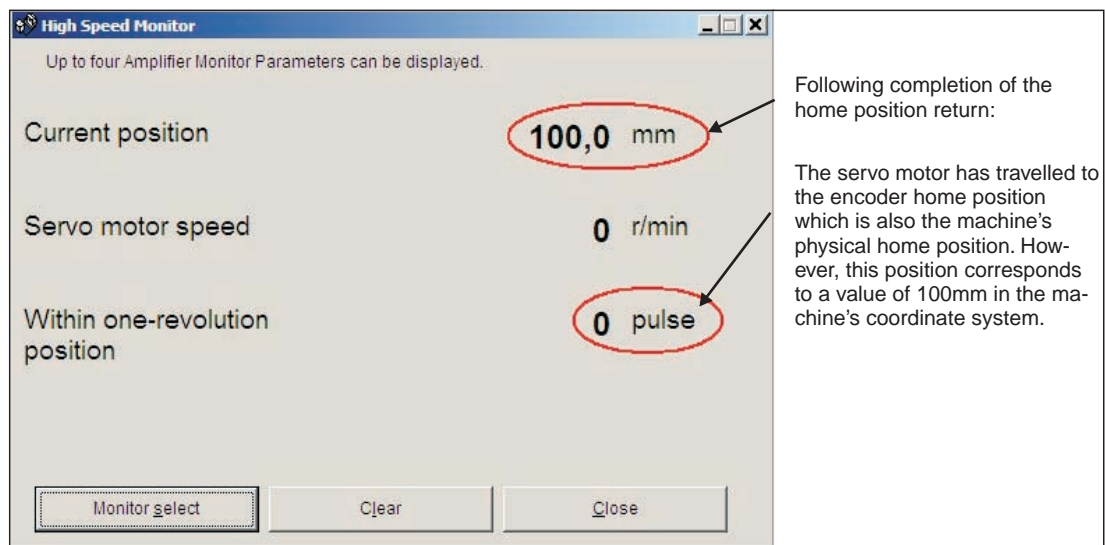 High Speed Monitor
Up to four Amplifier Monitor Parameters can be displayed.
Current position 100,0 mm
Servo motor speed 0 r/min
Within one-revolution
position
0 pulse
Monitor select Clear Close
Following completion of the
home position return:
The servo motor has travelled to
the encoder home position
which is also the machine's
physical home position. How-
ever, this position corresponds
to a value of 100mm in the ma-
chine's coordinate system.